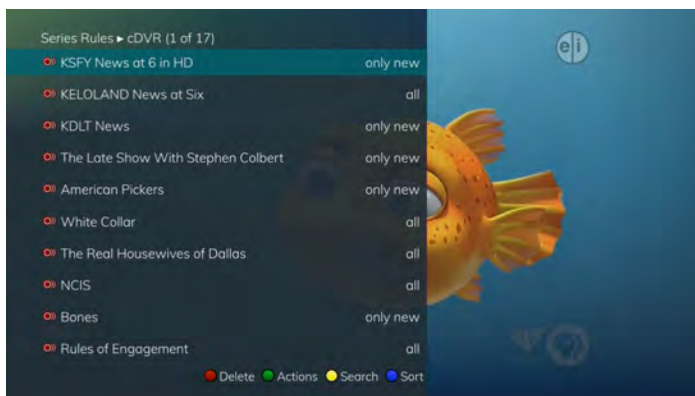 Series Rules ▸ cDVR (1 of 17)
KSFY News at 6 in HD only new
KELOLAND News at Six all
KDLT News only new
The Late Show With Stephen Colbert only new
American Pickers only new
White Collar all
The Real Housewives of Dallas all
NCIS all
Bones only new
Rules of Engagement all
Delete Actions Search Sort
e i